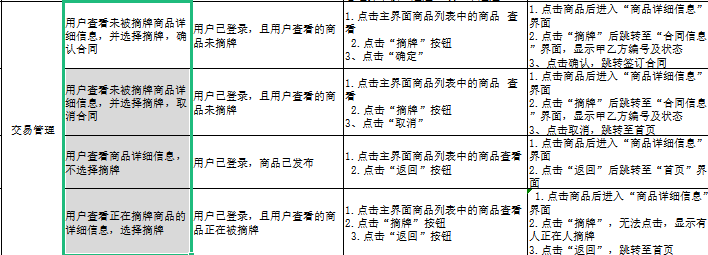 用户查看未被摘牌商品详
细信息，并选择摘牌，确
认合同
用户已登录，且用户查看的商
品未摘牌
1.点击主界面商品列表中的商品 查
看
2.点击“摘牌”按钮
3、点击“确定”
1.点击商品后进入“商品详细信息”
界面
2.点击“摘牌”后跳转至“合同信息
”界面，显示甲乙方编号及状态
3、点击确认，跳转签订合同
交易管理
用户查看未被摘牌商品详
细信息，并选择摘牌，取
消合同
用户已登录，且用户查看的商
品未摘牌
1.点击主界面商品列表中的商品 查
看
2.点击“摘牌”按钮
3、点击“取消”
1.点击商品后进入“商品详细信息”
界面
2.点击“摘牌”后跳转至“合同信息
”界面，显示甲乙方编号及状态
3、点击取消，跳转至首页
用户查看商品详细信息，
不选择摘牌
用户已登录，商品已发布
1.点击主界面商品列表中的商品查看
2.点击“返回”按钮
1.点击商品后进入“商品详细信息”
界面
2.点击“返回”后跳转至“首页”界
面
用户查看正在摘牌商品的
详细信息，选择摘牌
用户已登录，且用户查看的商
品正在被摘牌
1.点击主界面商品列表中的商品查看
2.点击“摘牌”按钮
3.点击“返回”按钮
1.点击商品后进入“商品详细信息”
界面
2.点击“摘牌”，无法点击，显示有
人正在人摘牌
3.点击“返回”，跳转至首页